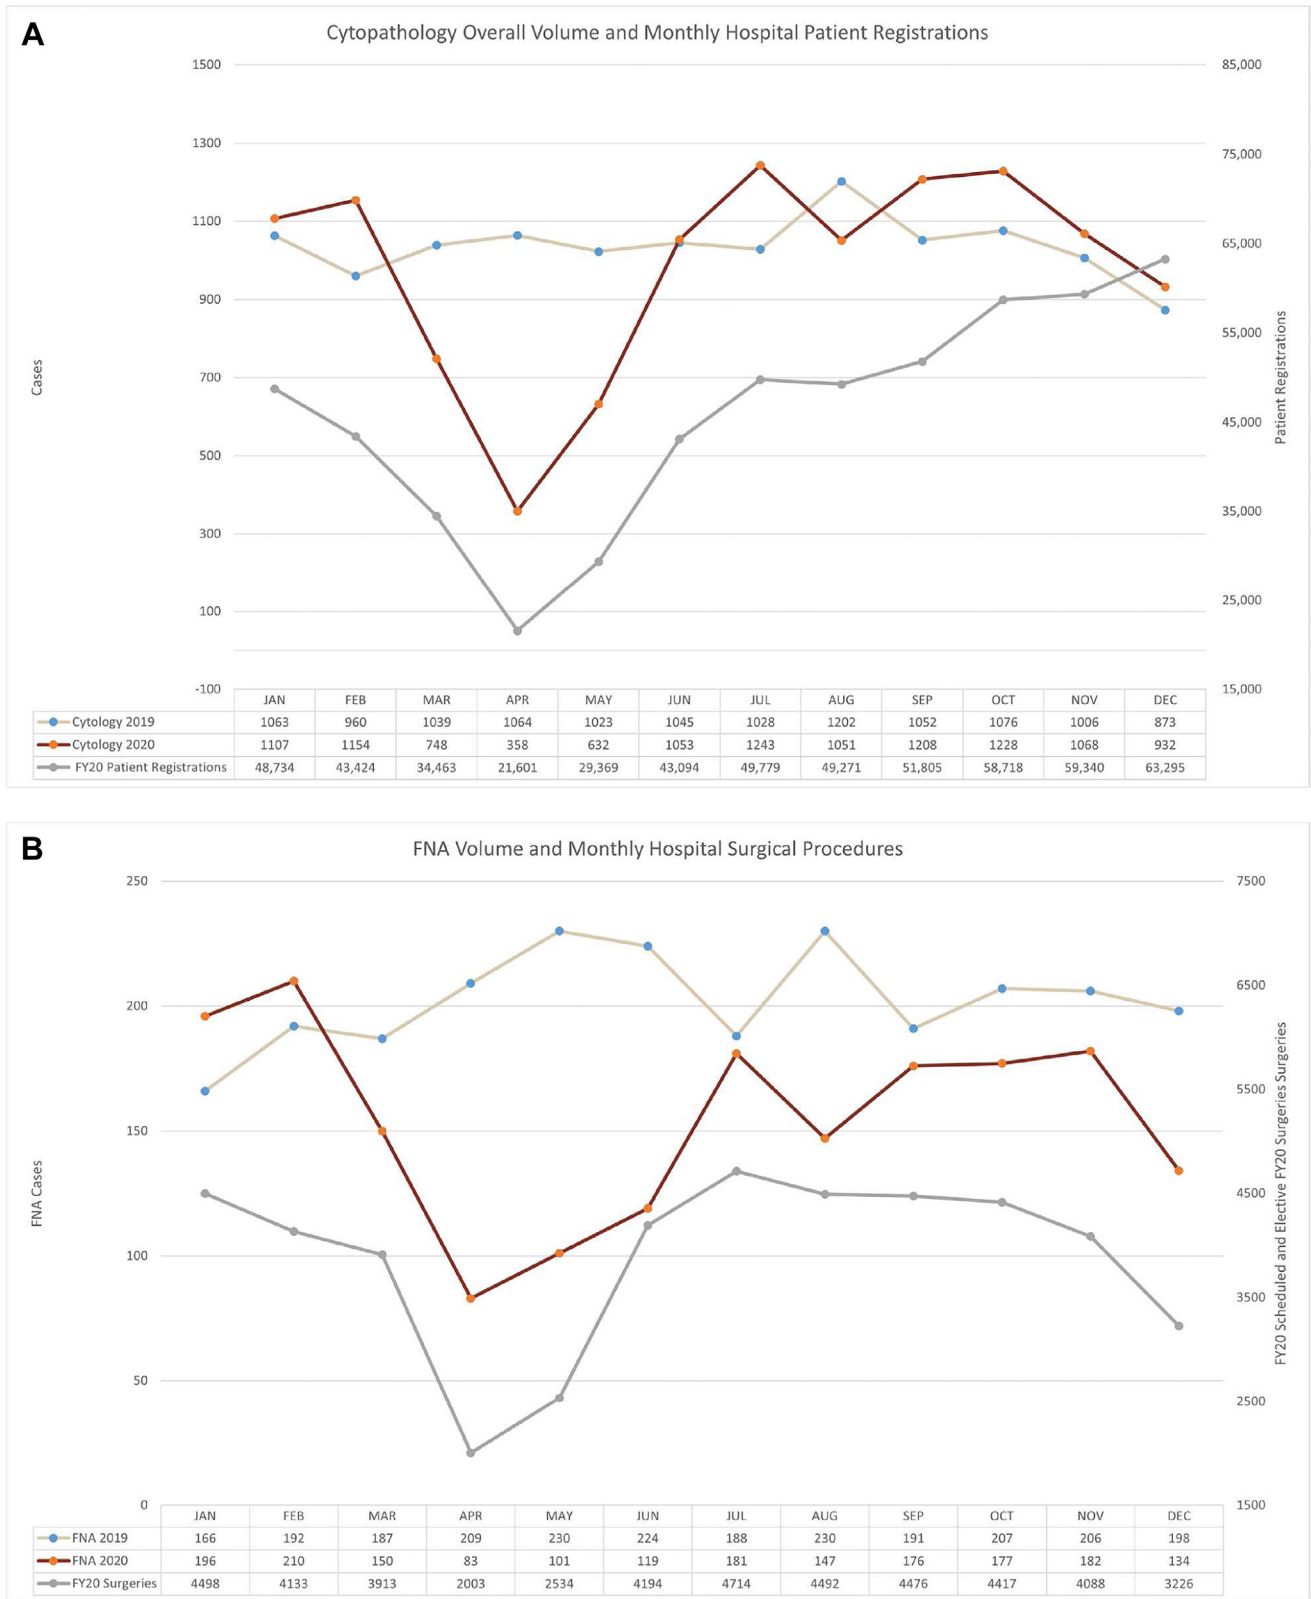 A
Cytopathology Overall Volume and Monthly Hospital Patient Registrations
1500 85,000
1300 75,000
1100 65,000
900 55,000
700 45,000
500 35,000
300 25,000
100
-100 15,000
Cases
Patient Registrations
JAN FEB MAR APR MAY JUN JUL AUG SEP OCT NOV DEC
Cytology 2019 1063 960 1039 1064 1023 1045 1028 1202 1052 1076 1006 873
Cytology 2020 1107 1154 748 358 632 1053 1243 1051 1208 1228 1068 932
FY20 Patient Registrations 48,734 43,424 34,463 21,601 29,369 43,094 49,779 49,271 51,805 58,718 59,340 63,295
B
FNA Volume and Monthly Hospital Surgical Procedures
250 7500
200 6500
150 5500
100 4500
50 3500
2500
0 1500
FNA Cases
FY20 Scheduled and Elective FY20 Surgeries Surgeries
JAN FEB MAR APR MAY JUN JUL AUG SEP OCT NOV DEC
FNA 2019 166 192 187 209 230 224 188 230 191 207 206 198
FNA 2020 196 210 150 83 101 119 181 147 176 177 182 134
FY20 Surgeries 4498 4133 3913 2003 2534 4194 4714 4492 4476 4417 4088 3226